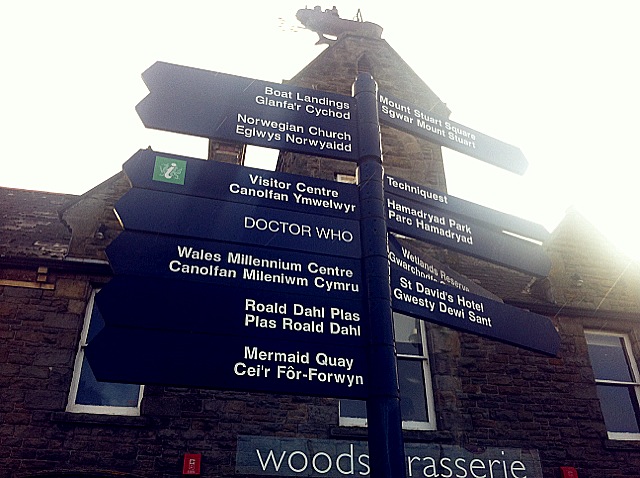 Boat Landings
Glanfa'r Cychod
Norwegian Church
Eglwys Norwyaidd
i
Visitor Centre
Canolfan Ymwelwyr
DOCTOR WHO
Wales Millennium Centre
Canolfan Mileniwm Cymru
Roald Dahl Plas
Plas Roald Dahl
Mermaid Quay
Cei'r Fôr-Forwyn
Mount Stuart Square
Sgwar Mount Stuart
Techniquest
Hamadryad Park
Parc Hamadryad
Wetlands Reserve
St David's Hotel
Gwesty Dewi Sant
woods rasserie